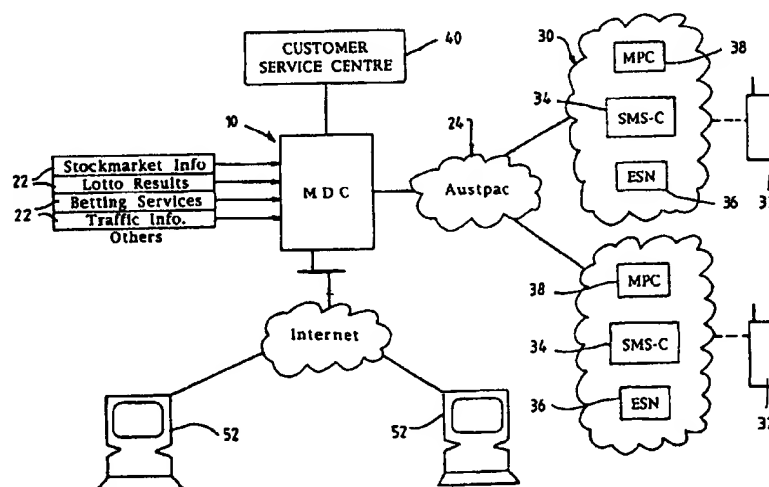 CUSTOMER
SERVICE CENTRE
40
30
MPC
38
34
SMS-C
10
24
ESN
36
22
Stockmarket Info
Lotto Results
22
Betting Services
22
Traffic Info.
Others
MDC
Austpac
38
MPC
34
SMS-C
36
ESN
Internet
52
52